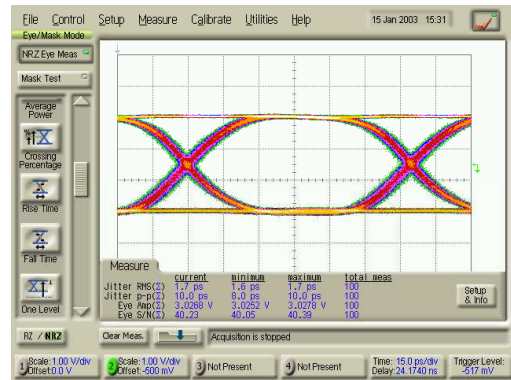 File Control Setup Measure Calibrate Utilities Help 15 Jan 2003 15:31
Eye/Mask Mode
NRZ Eye Meas
Mask Test
Average
Power
Crossing
Percentage
Rise Time
Fall Time
One Level
Measure
current minimum maximum total meas
Jitter RMS(Σ) 1.7 ps 1.6 ps 1.7 ps 100
Jitter p-p(Σ) 10.0 ps 8.0 ps 10.0 ps 100
Eye Amp(Σ) 3.0268 V 3.0252 V 3.0278 V 100
Eye S/N(Σ) 40.23 40.05 40.39 100
Setup
& Info
RZ / NRZ Clear Meas. Acquisition is stopped
1 Scale:1.00 V/div
Offset:0.0 V
2 Scale:1.00 V/div
Offset:-500 mV
3 Not Present
4 Not Present
Time: 15.0 ps/div
Delay:24.1740 ns
Trigger Level:
-517 mV